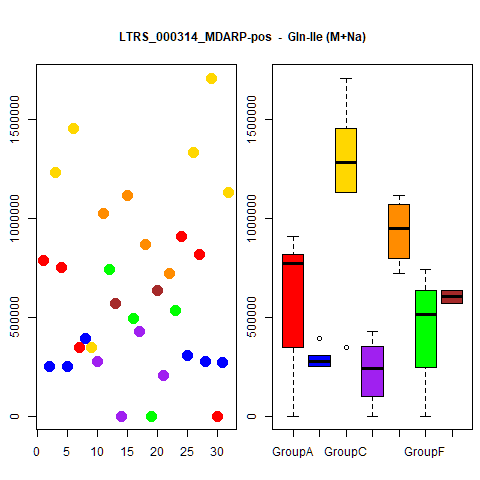 LTRS_000314_MDARP-pos - Gln-Ile (M+Na)
1500000
1000000
500000
0
0 5 10 15 20 25 30
1500000
1000000
500000
0
GroupA GroupC GroupF